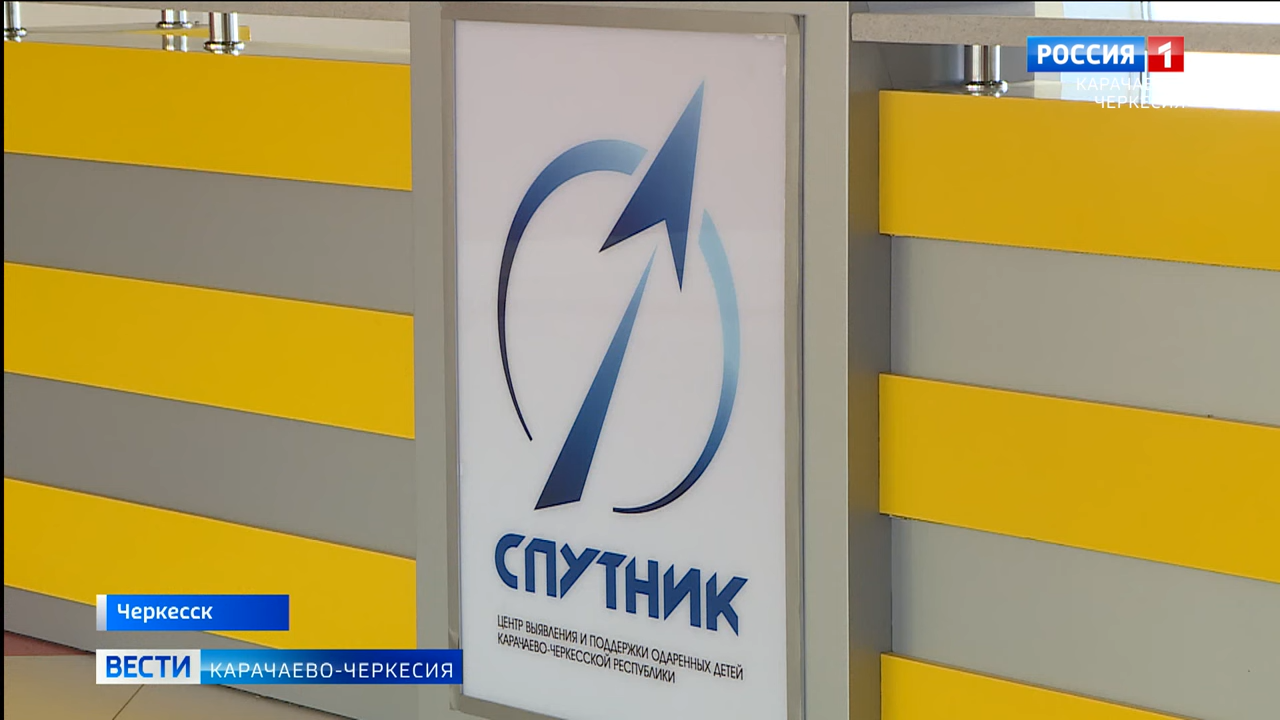 РОССИЯ 1
КАРАЧАЕВО-
ЧЕРКЕСИЯ
СПУТНИК
ЦЕНТР ВЫЯВЛЕНИЯ И ПОДДЕРЖКИ ОДАРЕННЫХ ДЕТЕЙ
КАРАЧАЕВО-ЧЕРКЕССКОЙ РЕСПУБЛИКИ
Черкесск
ВЕСТИ КАРАЧАЕВО-ЧЕРКЕСИЯ